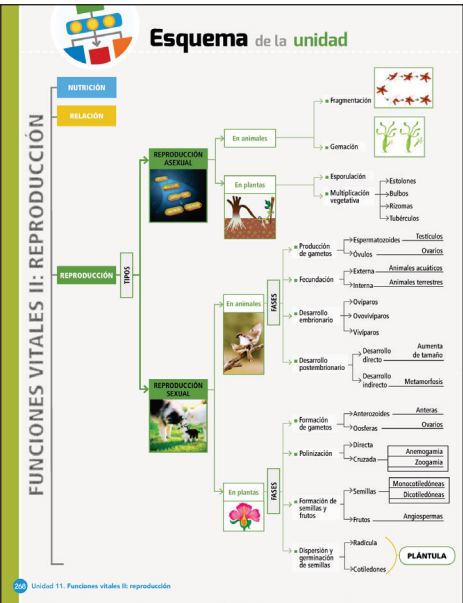 Esquema de la unidad
FUNCIONES VITALES II: REPRODUCCIÓN
NUTRICIÓN
RELACIÓN
REPRODUCCIÓN
TIPOS
REPRODUCCIÓN
ASEXUAL
En animales
Fragmentación
Gemación
En plantas
Esporulación
Multiplicación
vegetativa
Estolones
Bulbos
Rizomas
Tubérculos
REPRODUCCIÓN
SEXUAL
En animales
FASES
Producción
de gametos
Espermatozoides
Testículos
Óvulos
Ovarios
Fecundación
Externa
Animales acuáticos
Interna
Animales terrestres
Desarrollo
embrionario
Ovíparos
Ovovivíparos
Vivíparos
Desarrollo
postembrionario
Desarrollo
directo
Aumenta
de tamaño
Desarrollo
indirecto
Metamorfosis
En plantas
FASES
Formación
de gametos
Anterozoides
Anteras
Oosferas
Ovarios
Polinización
Directa
Cruzada
Anemogamia
Zoogamia
Formación de
semillas y
frutos
Semillas
Monocotiledóneas
Dicotiledóneas
Frutos
Angiospermas
Dispersión y
germinación
de semillas
Radícula
Cotiledones
PLÁNTULA
268 Unidad 11. Funciones vitales II: reproducción